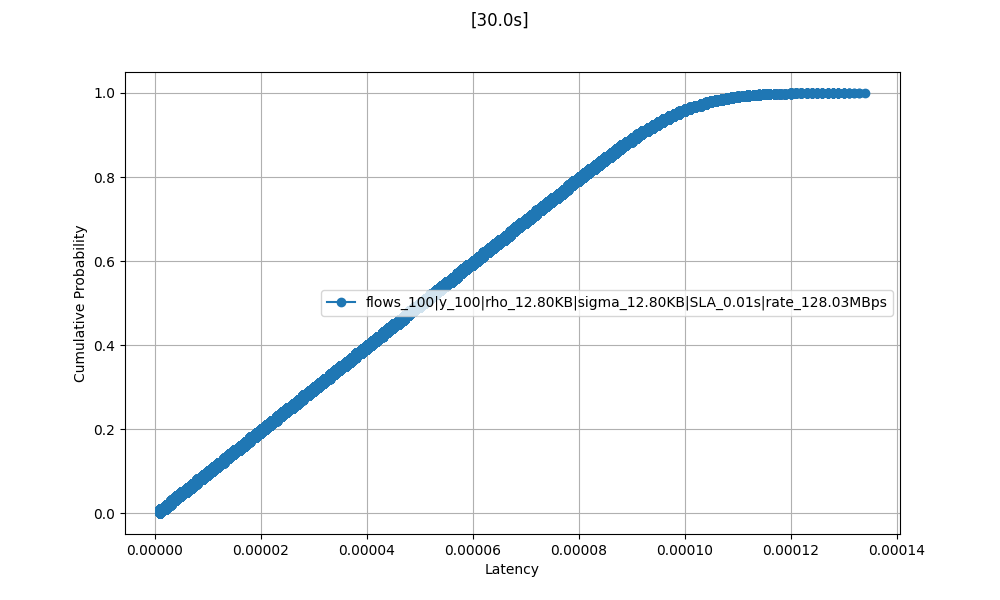 [30.0s]
1.0
0.8
0.6
0.4
0.2
0.0
Cumulative Probability
flows_100|y_100|rho_12.80KB|sigma_12.80KB|SLA_0.01s|rate_128.03MBps
0.00000 0.00002 0.00004 0.00006 0.00008 0.00010 0.00012 0.00014
Latency